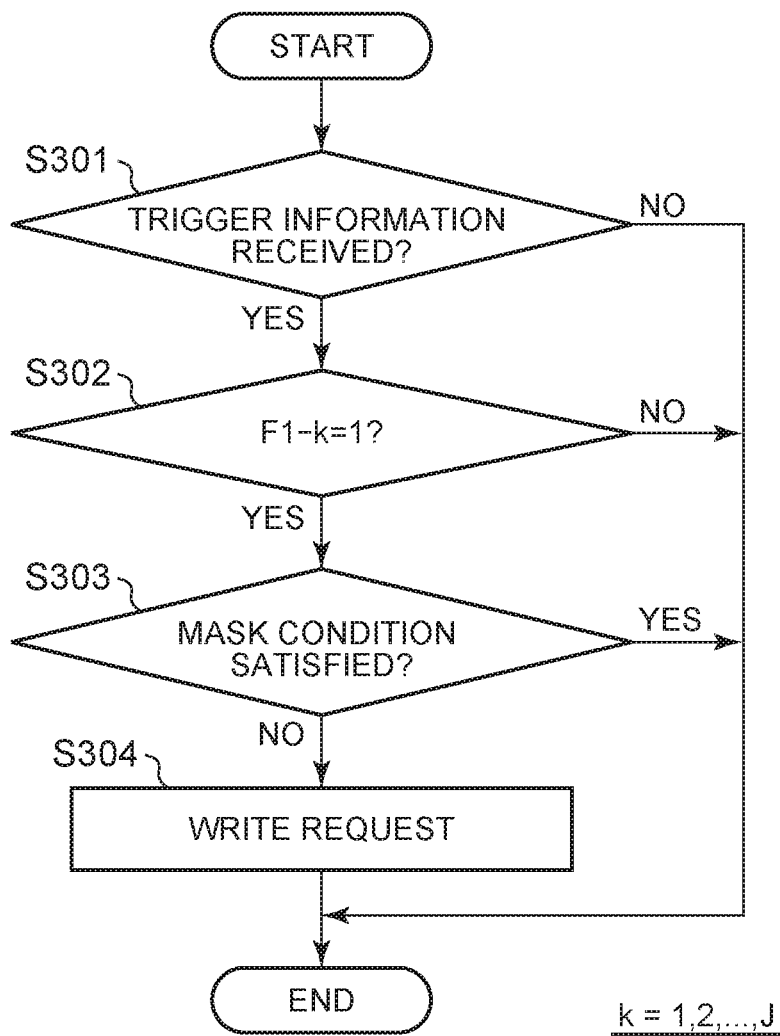 START
S301
TRIGGER INFORMATION
RECEIVED?
NO
YES
S302
F1-k=1?
NO
YES
S303
MASK CONDITION
SATISFIED?
YES
NO
S304
WRITE REQUEST
END
k = 1,2,...,J